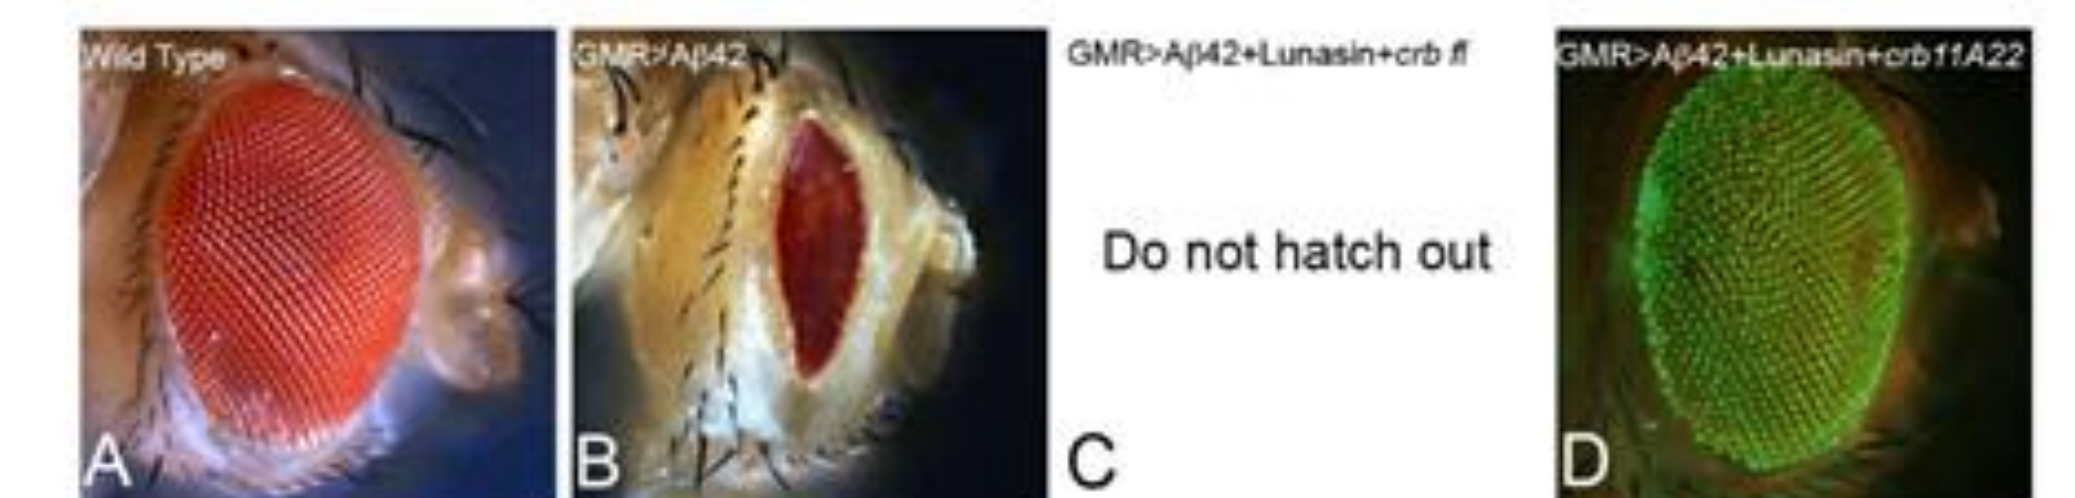 Wild Type
GMR>Aβ42
GMR>Aβ42+Lunasin+crb fl
GMR>Aβ42+Lunasin+crb11A22
Do not hatch out
A
B
C
D